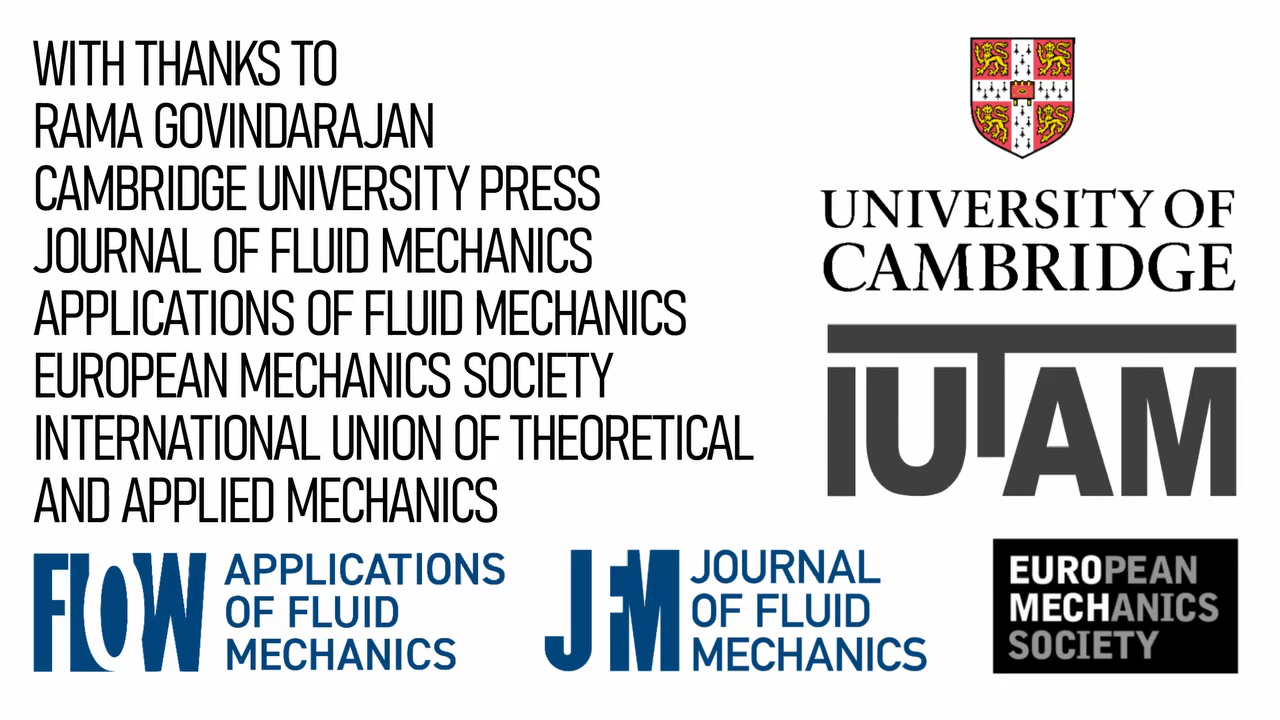 WITH THANKS TO
RAMA GOVINDARAJAN
CAMBRIDGE UNIVERSITY PRESS
JOURNAL OF FLUID MECHANICS
APPLICATIONS OF FLUID MECHANICS
EUROPEAN MECHANICS SOCIETY
INTERNATIONAL UNION OF THEORETICAL
AND APPLIED MECHANICS
UNIVERSITY OF
CAMBRIDGE
IUTAM
FLOW
APPLICATIONS
OF FLUID
MECHANICS
JFM
JOURNAL
OF FLUID
MECHANICS
EUROPEAN
MECHANICS
SOCIETY